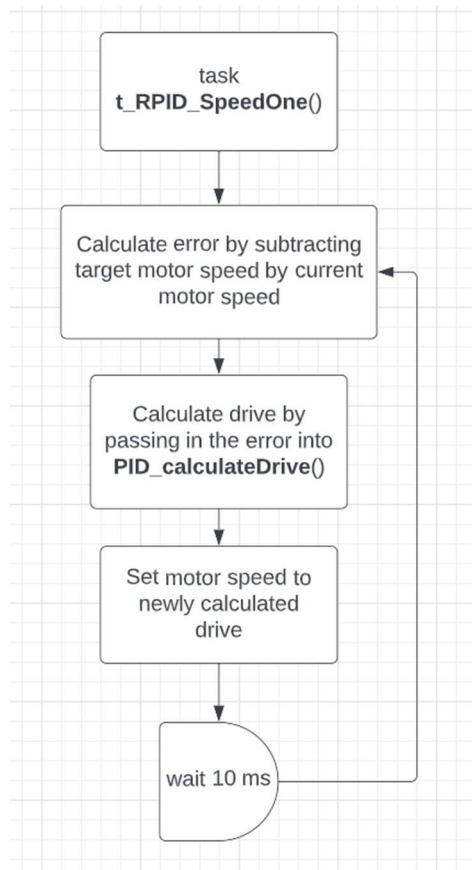 task
t_RPID_SpeedOne()
Calculate error by subtracting
target motor speed by current
motor speed
Calculate drive by
passing in the error into
PID_calculateDrive()
Set motor speed to
newly calculated
drive
wait 10 ms